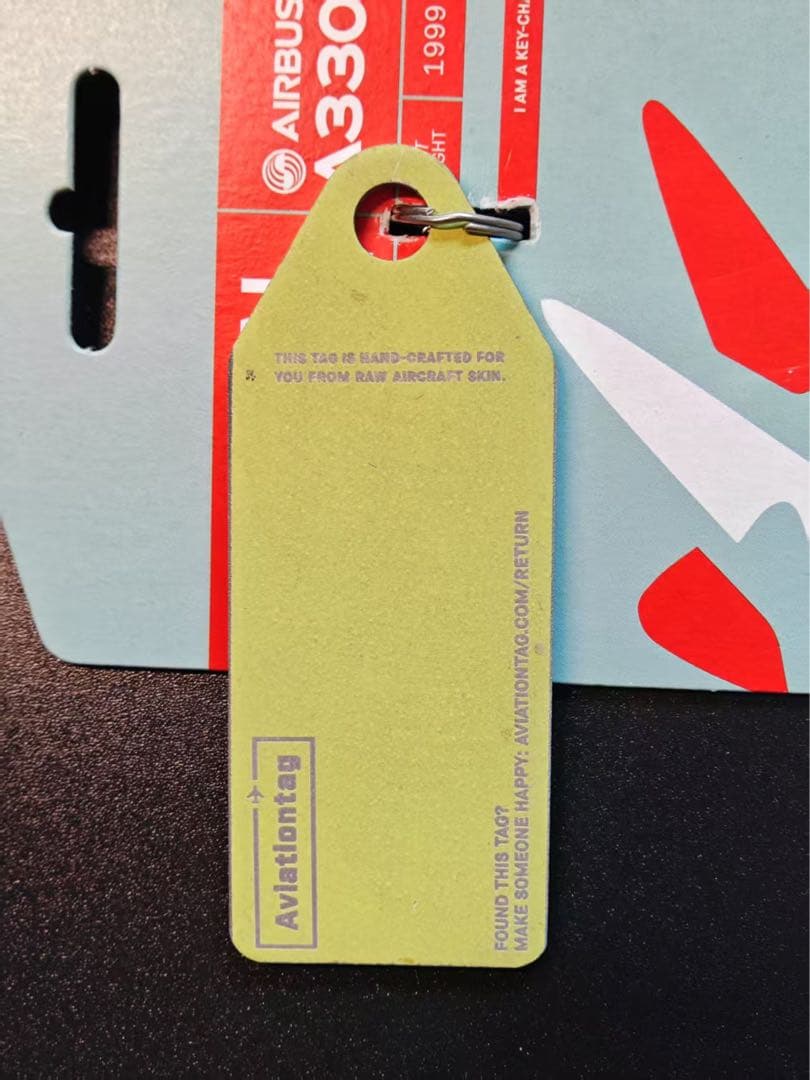 AIRBUS
A330
1999
I AM A KEY-CH
THIS TAG IS HAND-CRAFTED FOR
YOU FROM RAW AIRCRAFT SKIN.
Aviationtag
FOUND THIS TAG?
MAKE SOMEONE HAPPY: AVIATIONTAG.COM/RETURN